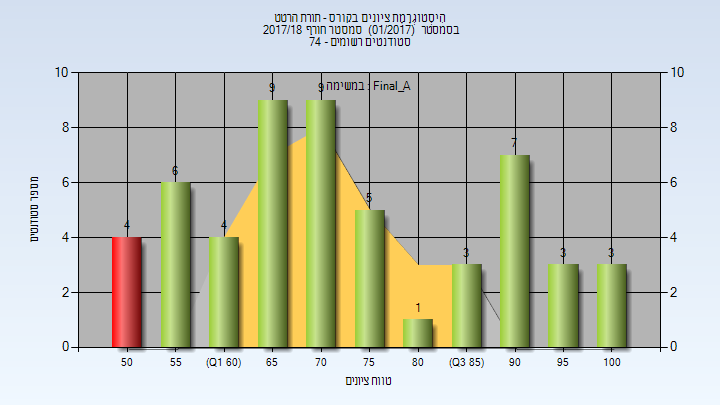 היסטוגרמת ציונים בקורס - תורת הרטט
בסמסטר (01/2017) סמסטר חורף 2017/18
סטודנטים רשומים - 74
במשימה : Final_A
10 10
8 8
6 6
4 4
2 2
0 0
4 6 4 9 9 5 1 3 7 3 3
מספר סטודנטים
50 55 (Q1 60) 65 70 75 80 (Q3 85) 90 95 100
טווח ציונים